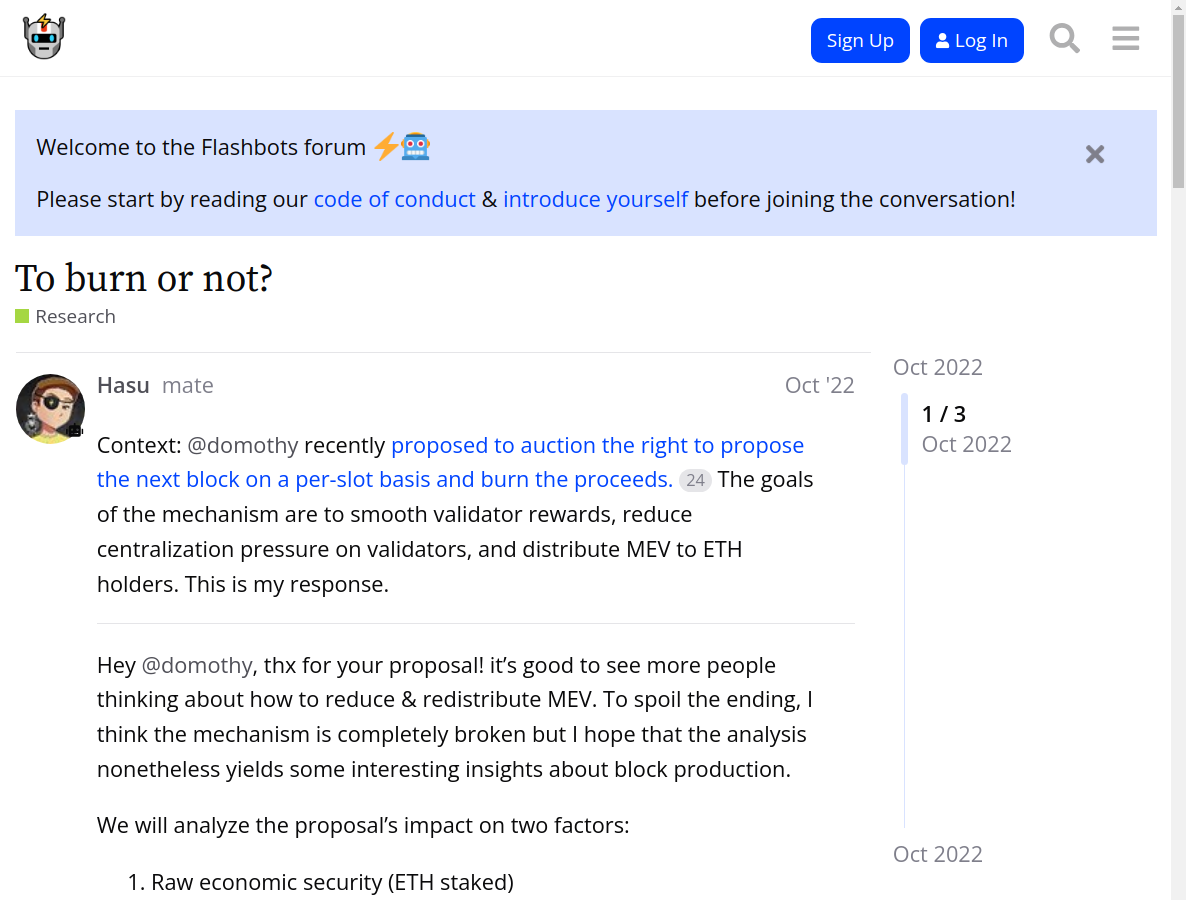 Sign Up
Log In
Welcome to the Flashbots forum
Please start by reading our code of conduct & introduce yourself before joining the conversation!
To burn or not?
Research
Hasu mate Oct '22
Context: @domothy recently proposed to auction the right to propose
the next block on a per-slot basis and burn the proceeds. 24 The goals
of the mechanism are to smooth validator rewards, reduce
centralization pressure on validators, and distribute MEV to ETH
holders. This is my response.
Hey @domothy, thx for your proposal! it’s good to see more people
thinking about how to reduce & redistribute MEV. To spoil the ending, I
think the mechanism is completely broken but I hope that the analysis
nonetheless yields some interesting insights about block production.
We will analyze the proposal’s impact on two factors:
1. Raw economic security (ETH staked)
Oct 2022
1 / 3
Oct 2022
Oct 2022